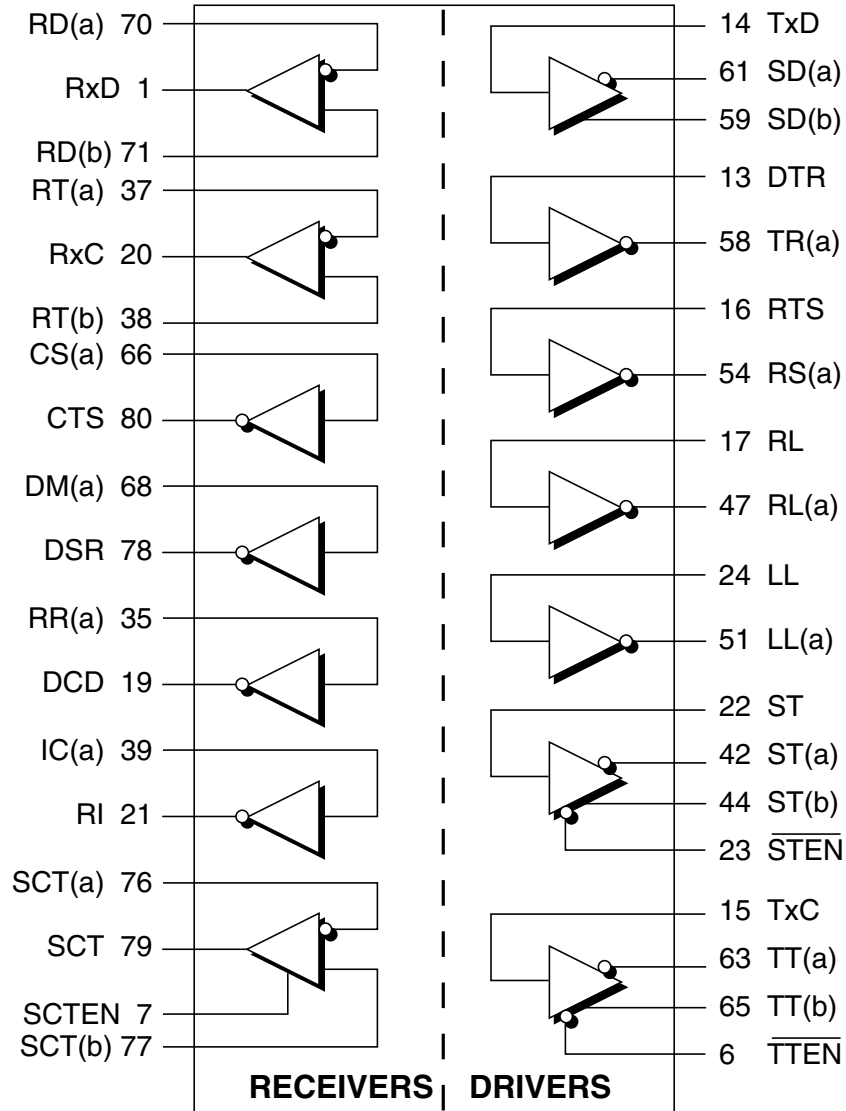 RD(a) 70
RxD 1
RD(b) 71
RT(a) 37
RxC 20
RT(b) 38
CS(a) 66
CTS 80
DM(a) 68
DSR 78
RR(a) 35
DCD 19
IC(a) 39
RI 21
SCT(a) 76
SCT 79
SCTEN 7
SCT(b) 77
RECEIVERS
14 TxD
61 SD(a)
59 SD(b)
13 DTR
58 TR(a)
16 RTS
54 RS(a)
17 RL
47 RL(a)
24 LL
51 LL(a)
22 ST
42 ST(a)
44 ST(b)
23 S̅T̅E̅N̅
15 TxC
63 TT(a)
65 TT(b)
6 T̅T̅E̅N̅
DRIVERS